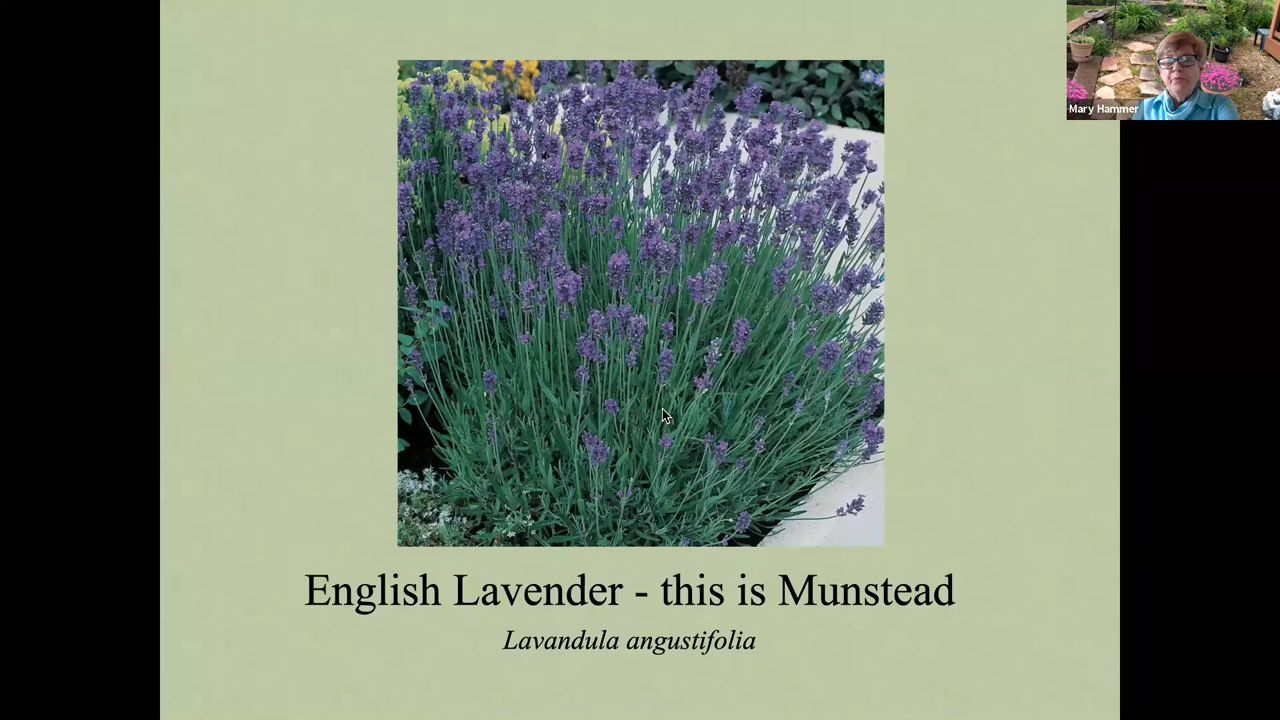 Mary Hammer
English Lavender - this is Munstead
Lavandula angustifolia